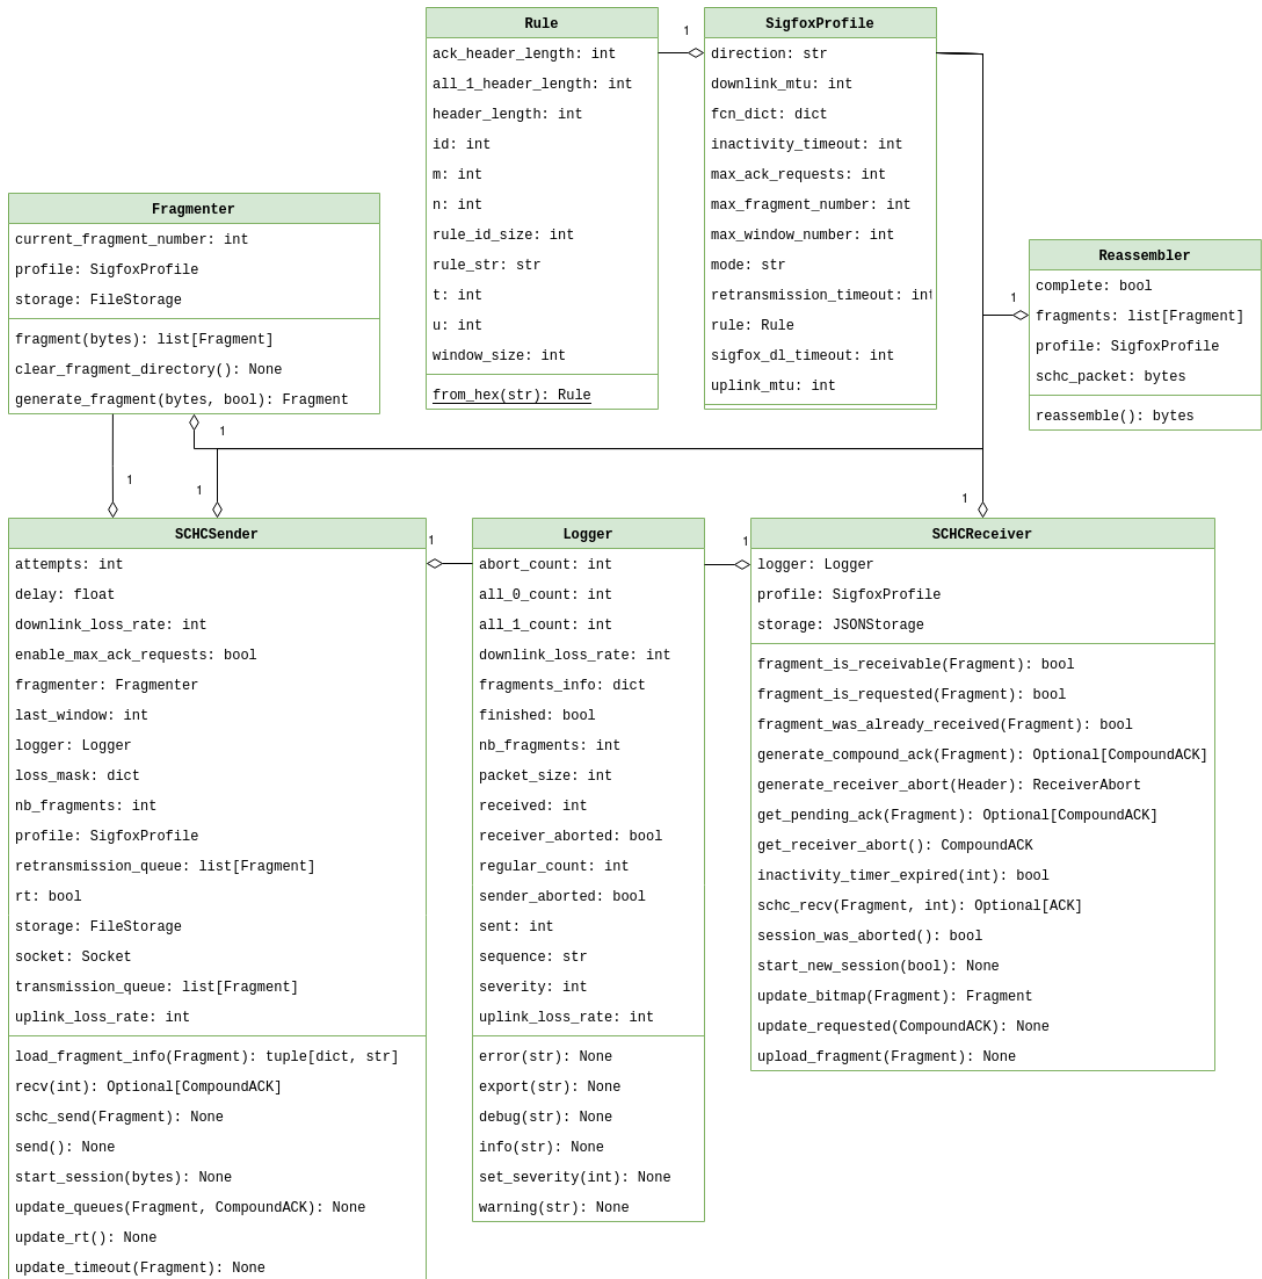 Rule
ack_header_length: int
all_1_header_length: int
header_length: int
id: int
m: int
n: int
rule_id_size: int
rule_str: str
t: int
u: int
window_size: int
from_hex(str): Rule
1
SigfoxProfile
direction: str
downlink_mtu: int
fcn_dict: dict
inactivity_timeout: int
max_ack_requests: int
max_fragment_number: int
max_window_number: int
mode: str
retransmission_timeout: int
rule: Rule
sigfox_dl_timeout: int
uplink_mtu: int
Fragmenter
current_fragment_number: int
profile: SigfoxProfile
storage: FileStorage
fragment(bytes): list[Fragment]
clear_fragment_directory(): None
generate_fragment(bytes, bool): Fragment
1
Reassembler
complete: bool
fragments: list[Fragment]
profile: SigfoxProfile
schc_packet: bytes
reassemble(): bytes
1
1
1
1
SCHCSender
attempts: int
delay: float
downlink_loss_rate: int
enable_max_ack_requests: bool
fragmenter: Fragmenter
last_window: int
logger: Logger
loss_mask: dict
nb_fragments: int
profile: SigfoxProfile
retransmission_queue: list[Fragment]
rt: bool
storage: FileStorage
socket: Socket
transmission_queue: list[Fragment]
uplink_loss_rate: int
load_fragment_info(Fragment): tuple[dict, str]
recv(int): Optional[CompoundACK]
schc_send(Fragment): None
send(): None
start_session(bytes): None
update_queues(Fragment, CompoundACK): None
update_rt(): None
update_timeout(Fragment): None
1
Logger
abort_count: int
all_0_count: int
all_1_count: int
downlink_loss_rate: int
fragments_info: dict
finished: bool
nb_fragments: int
packet_size: int
received: int
receiver_aborted: bool
regular_count: int
sender_aborted: bool
sent: int
sequence: str
severity: int
uplink_loss_rate: int
error(str): None
export(str): None
debug(str): None
info(str): None
set_severity(int): None
warning(str): None
1
SCHCReceiver
logger: Logger
profile: SigfoxProfile
storage: JSONStorage
fragment_is_receivable(Fragment): bool
fragment_is_requested(Fragment): bool
fragment_was_already_received(Fragment): bool
generate_compound_ack(Fragment): Optional[CompoundACK]
generate_receiver_abort(Header): ReceiverAbort
get_pending_ack(Fragment): Optional[CompoundACK]
get_receiver_abort(): CompoundACK
inactivity_timer_expired(int): bool
schc_recv(Fragment, int): Optional[ACK]
session_was_aborted(): bool
start_new_session(bool): None
update_bitmap(Fragment): Fragment
update_requested(CompoundACK): None
upload_fragment(Fragment): None